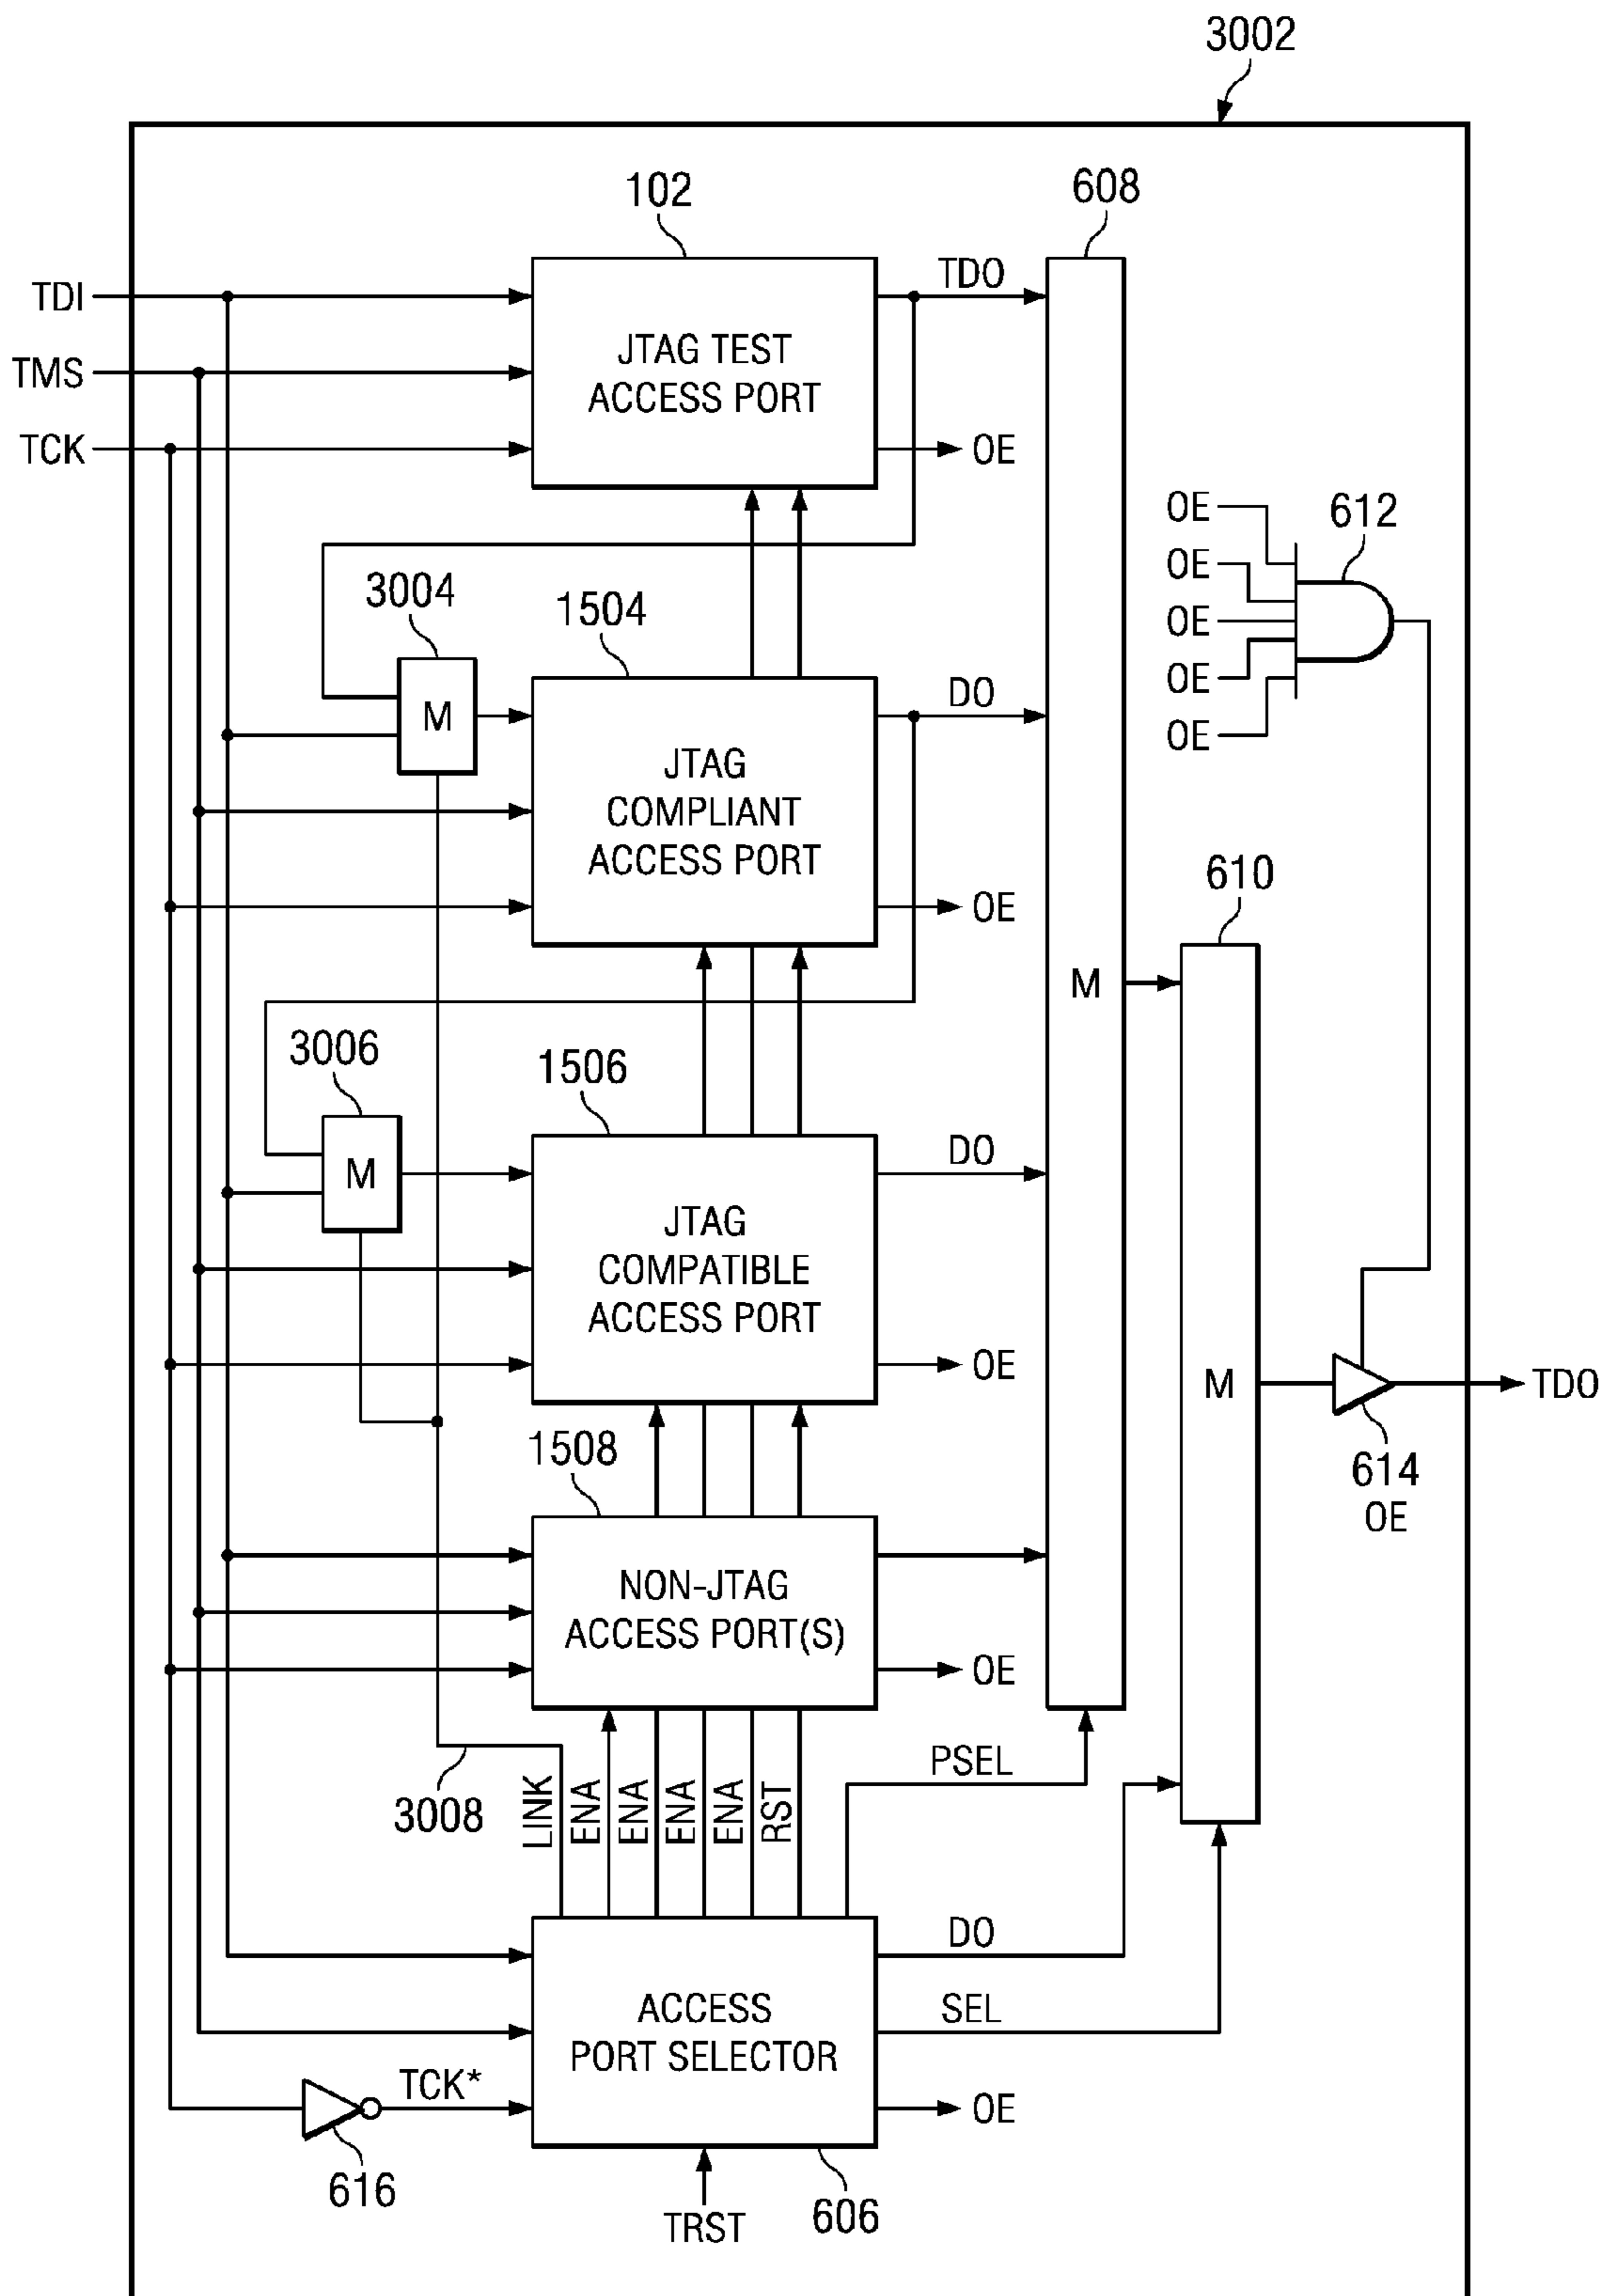 3002
102
608
TDI
TDO
JTAG TEST
ACCESS PORT
TMS
TCK
OE
OE
612
OE
OE
OE
OE
3004
1504
M
DO
JTAG
COMPLIANT
ACCESS PORT
OE
610
M
3006
1506
M
DO
JTAG
COMPATIBLE
ACCESS PORT
OE
M
TDO
614
OE
1508
NON-JTAG
ACCESS PORT(S)
OE
3008
LINK
ENA
ENA
ENA
ENA
RST
PSEL
DO
ACCESS
PORT SELECTOR
SEL
TCK*
OE
616
TRST
606